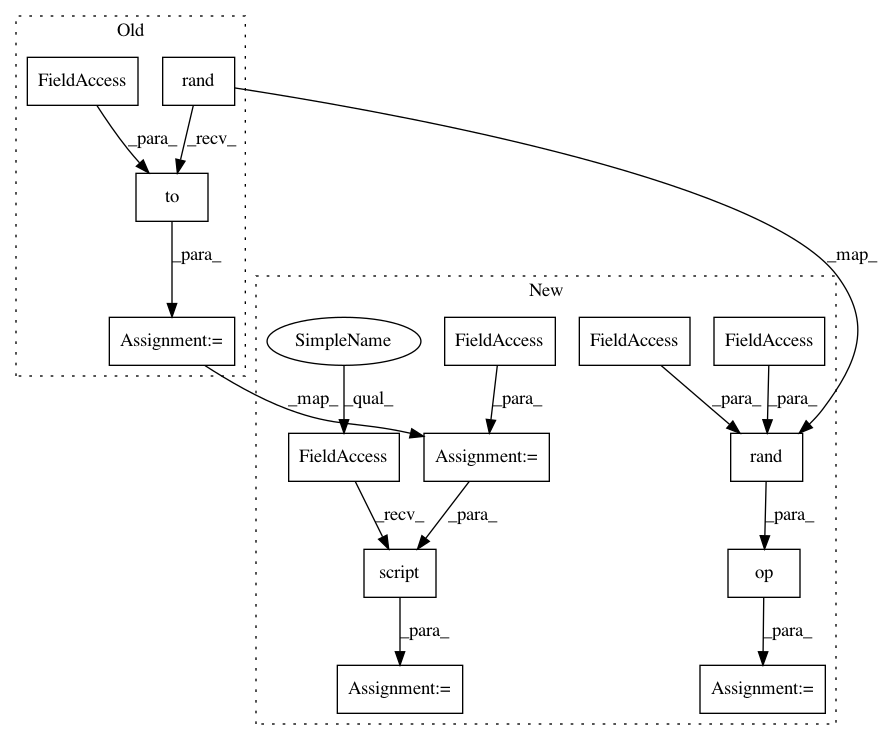 Old
FieldAccess
rand
_para_
_recv_
to
_map_
_para_
New
Assignment:=
SimpleName
FieldAccess
FieldAccess
FieldAccess
_map_
_qual_
_para_
_para_
_para_
FieldAccess
Assignment:=
rand
_recv_
_para_
_para_
script
op
_para_
_para_
Assignment:=
Assignment:=